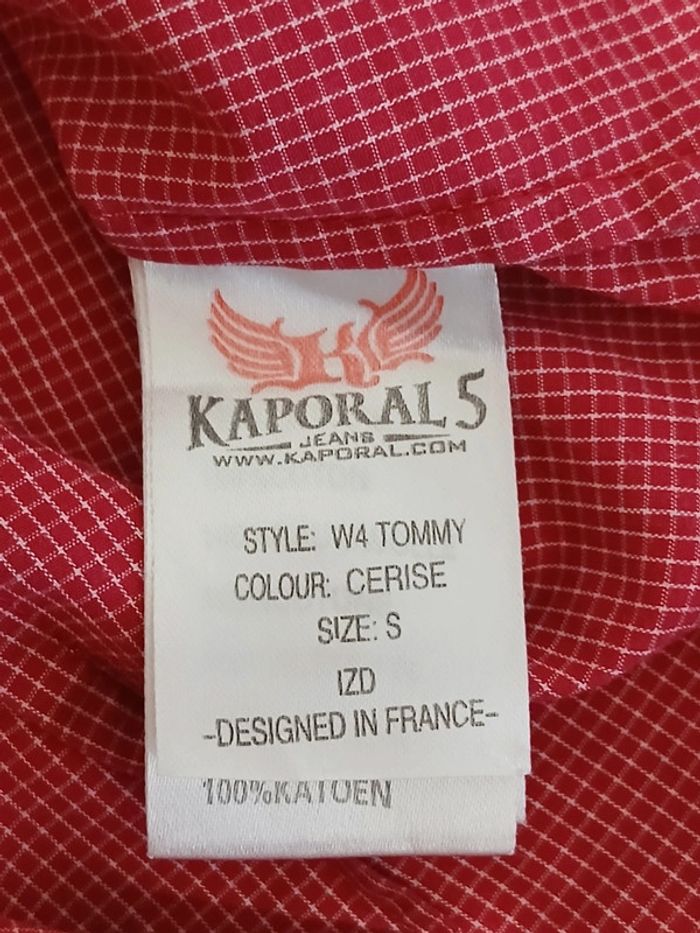 KAPORAL 5
JEANS
WWW.KAPORAL.COM
STYLE: W4 TOMMY
COLOUR: CERISE
SIZE: S
IZD
-DESIGNED IN FRANCE-
100%KATOEN